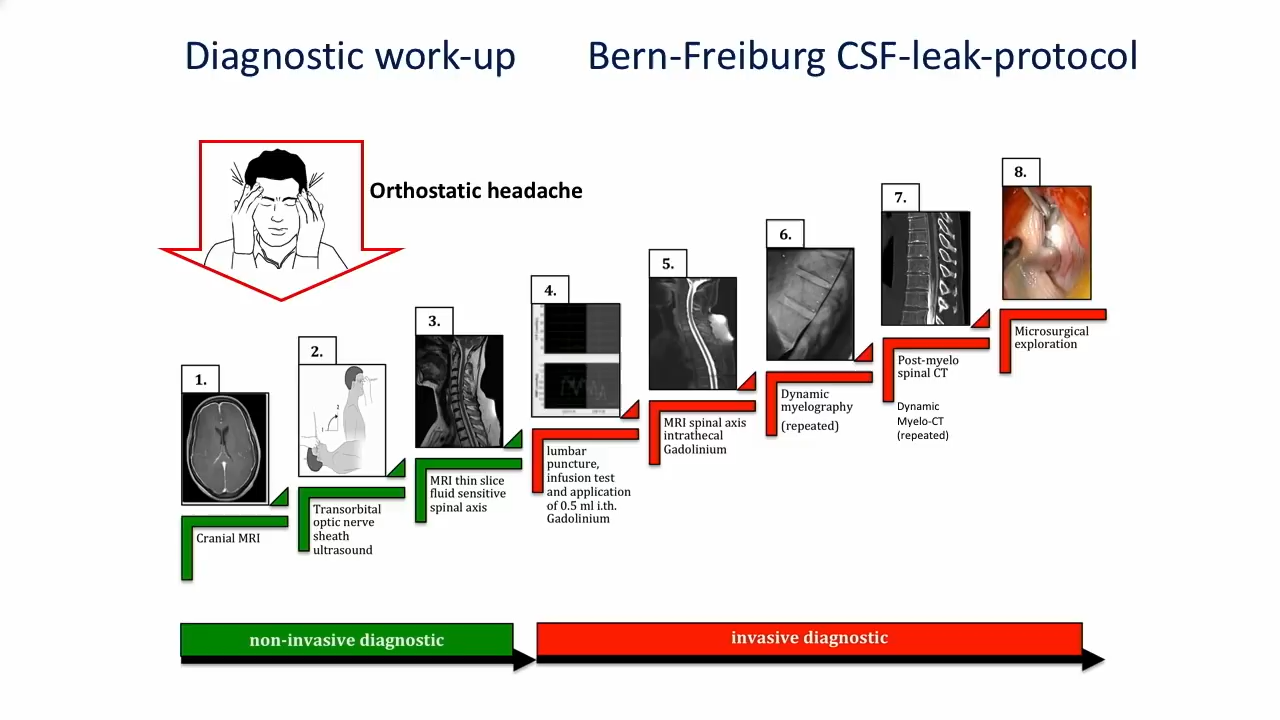 Diagnostic work-up Bern-Freiburg CSF-leak-protocol
Orthostatic headache
1.
Cranial MRI
2.
Transorbital
optic nerve
sheath
ultrasound
3.
MRI thin slice
fluid sensitive
spinal axis
4.
lumbar
puncture,
infusion test
and application
of 0.5 ml i.th.
Gadolinium
5.
MRI spinal axis
intrathecal
Gadolinium
6.
Dynamic
myelography
(repeated)
7.
Post-myelo
spinal CT
Dynamic
Myelo-CT
(repeated)
8.
Microsurgical
exploration
non-invasive diagnostic
invasive diagnostic